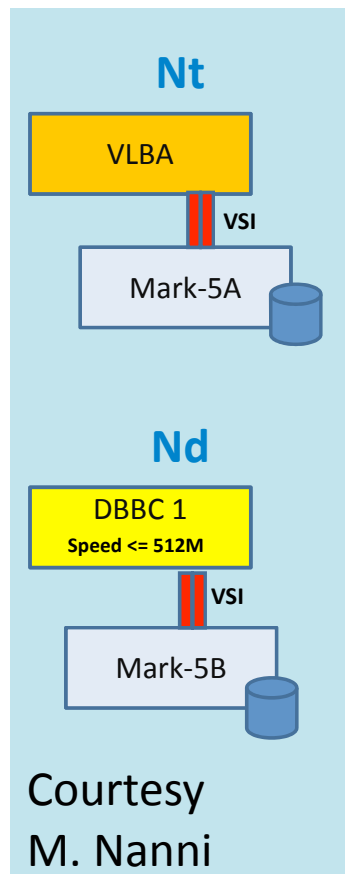 Nt
VLBA
VSI
Mark-5A
Nd
DBBC 1
Speed <= 512M
VSI
Mark-5B
Courtesy
M. Nanni